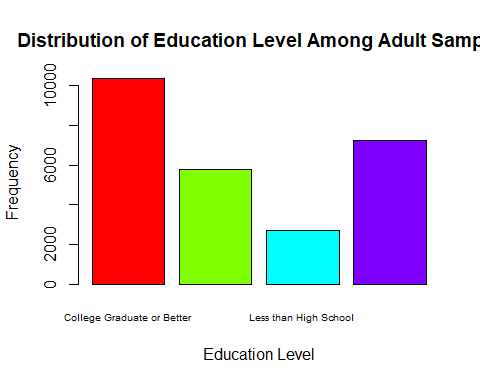 Distribution of Education Level Among Adult Samp
10000
6000
2000
0
Frequency
College Graduate or Better
Less than High School
Education Level